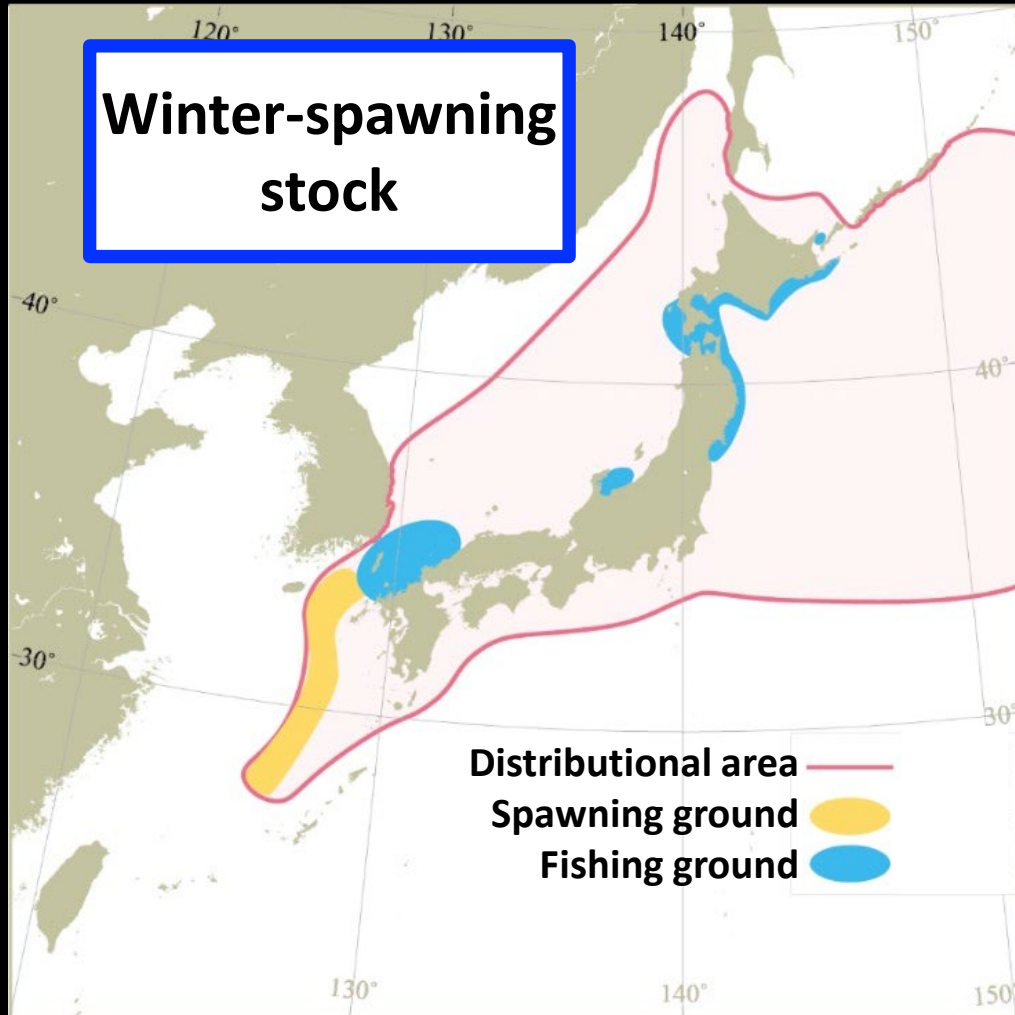 120°
130°
140°
150°
Winter-spawning
stock
40°
40°
30°
30°
Distributional area
Spawning ground
Fishing ground
130°
140°
150